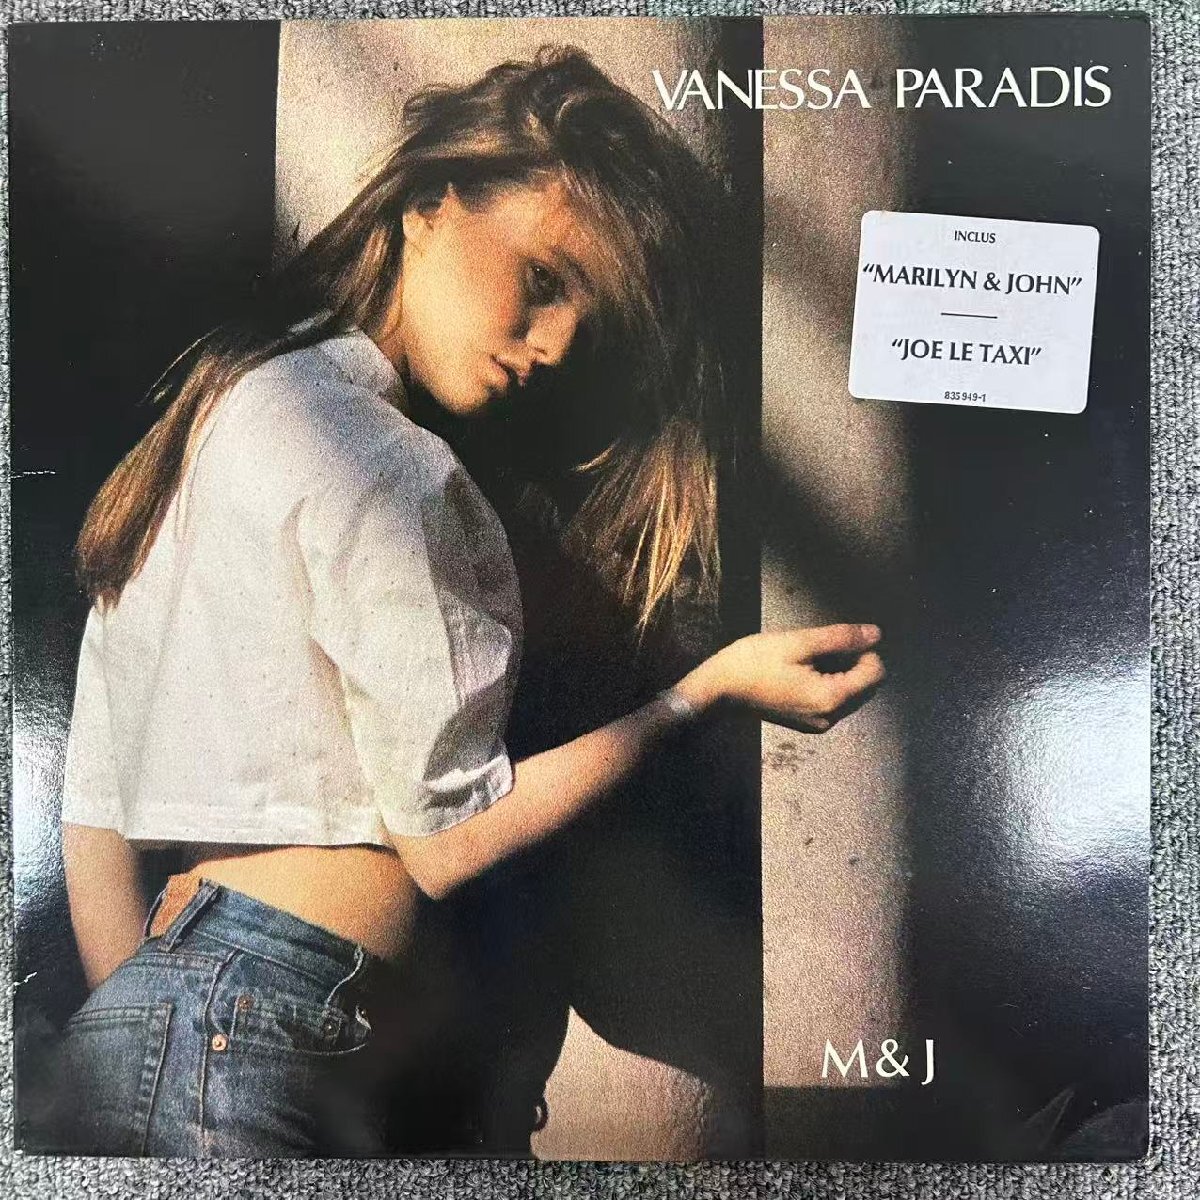 VANESSA PARADIS
INCLUS
"MARILYN & JOHN"
"JOE LE TAXI"
835 949-1
M & J